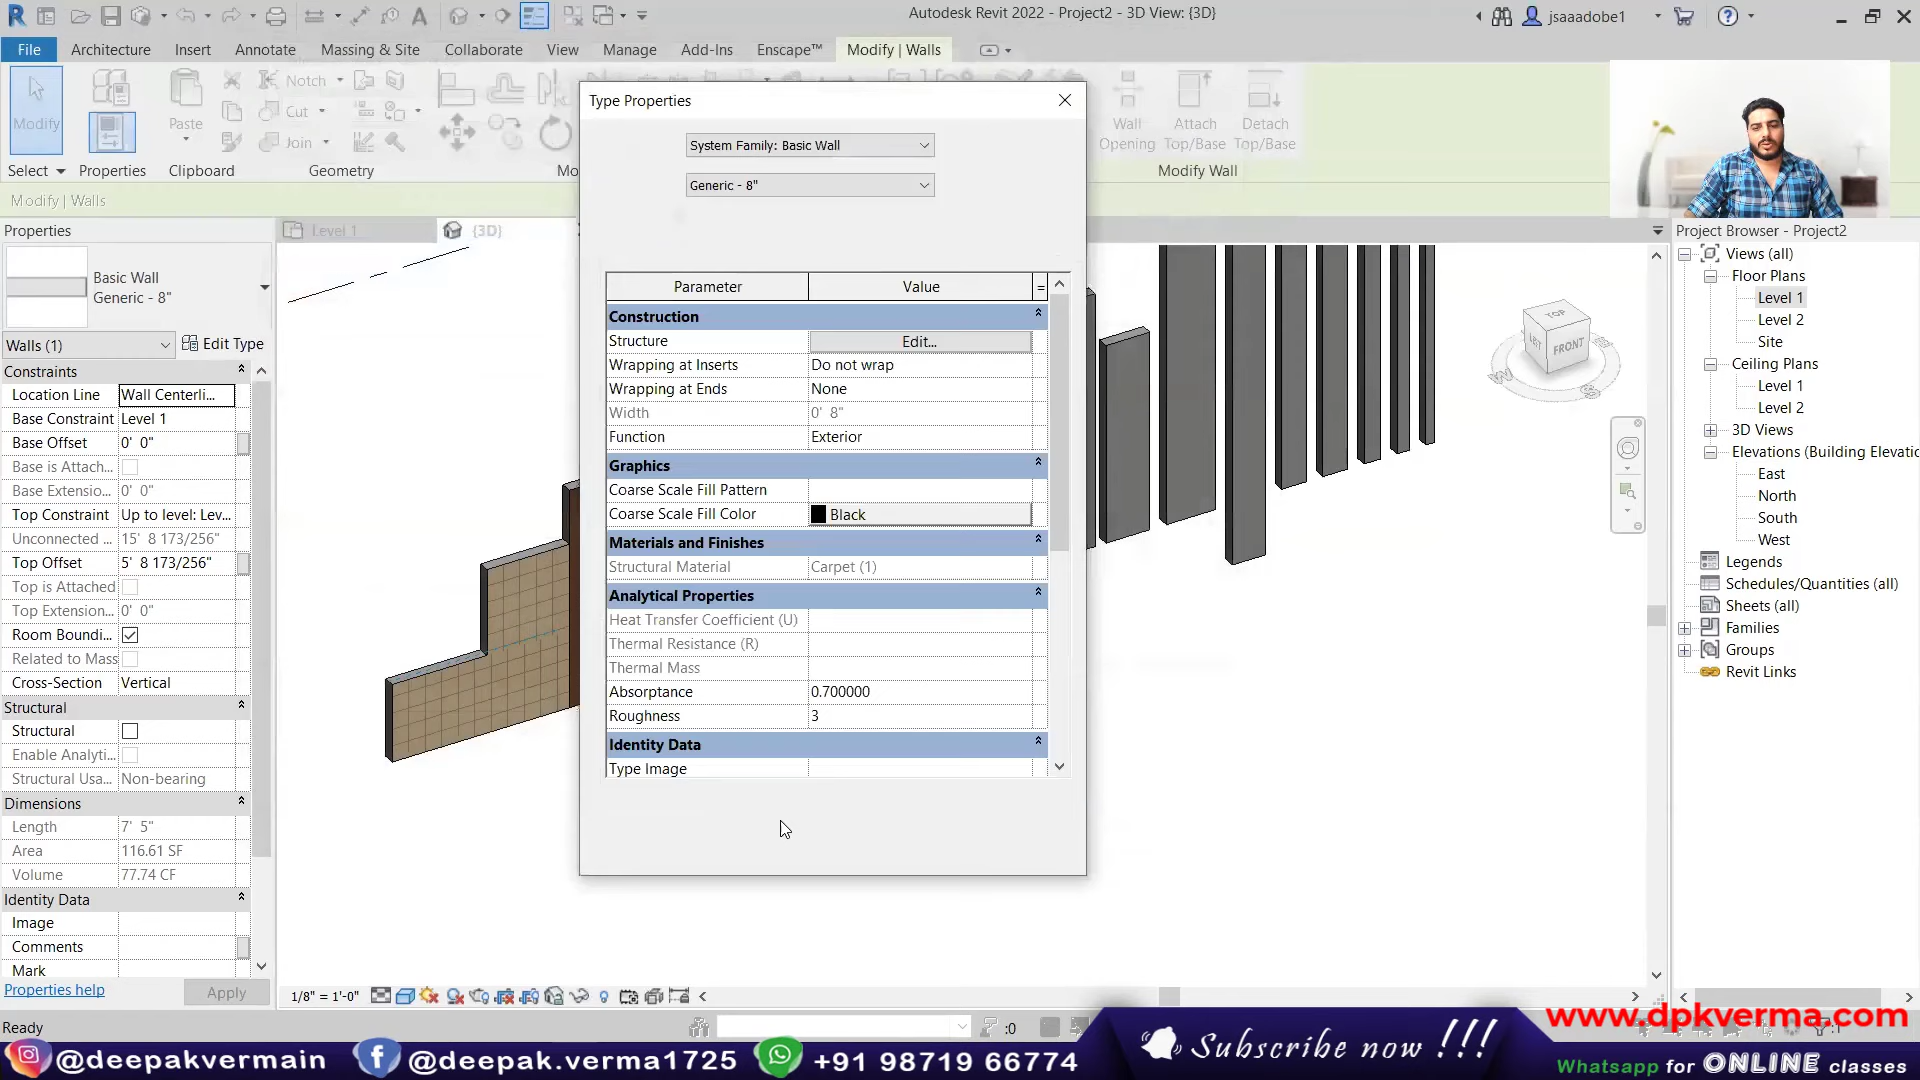 Autodesk Revit 2022 - Project2 - 3D View: {3D}
jsaaadobe1
File
Architecture
Insert
Annotate
Massing & Site
Collaborate
View
Manage
Add-Ins
Enscape™
Modify | Walls
Modify
Paste
Notch
Cut
Join
Wall Opening
Attach Top/Base
Detach Top/Base
Select
Properties
Clipboard
Geometry
Mo
Modify Wall
Modify | Walls
Properties
Basic Wall
Generic - 8"
Walls (1)
Edit Type
Constraints
Location Line Wall Centerli...
Base Constraint Level 1
Base Offset 0' 0"
Base is Attach...
Base Extensio... 0' 0"
Top Constraint Up to level: Lev...
Unconnected ... 15' 8 173/256"
Top Offset 5' 8 173/256"
Top is Attached
Top Extension... 0' 0"
Room Boundi...
Related to Mass
Cross-Section Vertical
Structural
Structural
Enable Analyti...
Structural Usa... Non-bearing
Dimensions
Length 7' 5"
Area 116.61 SF
Volume 77.74 CF
Identity Data
Image
Comments
Mark
Properties help
Apply
Level 1
{3D}
Type Properties
System Family: Basic Wall
Generic - 8"
Parameter Value =
Construction
Structure Edit...
Wrapping at Inserts Do not wrap
Wrapping at Ends None
Width 0' 8"
Function Exterior
Graphics
Coarse Scale Fill Pattern
Coarse Scale Fill Color Black
Materials and Finishes
Structural Material Carpet (1)
Analytical Properties
Heat Transfer Coefficient (U)
Thermal Resistance (R)
Thermal Mass
Absorptance 0.700000
Roughness 3
Identity Data
Type Image
TOP
FRONT
W
S
Project Browser - Project2
Views (all)
Floor Plans
Level 1
Level 2
Site
Ceiling Plans
Level 1
Level 2
3D Views
Elevations (Building Elevatio
East
North
South
West
Legends
Schedules/Quantities (all)
Sheets (all)
Families
Groups
Revit Links
1/8" = 1'-0"
Ready
:0
:1
www.dpkverma.com
@deepakvermain
@deepak.verma1725
+91 98719 66774
Subscribe now !!!
Whatsapp for ONLINE classes